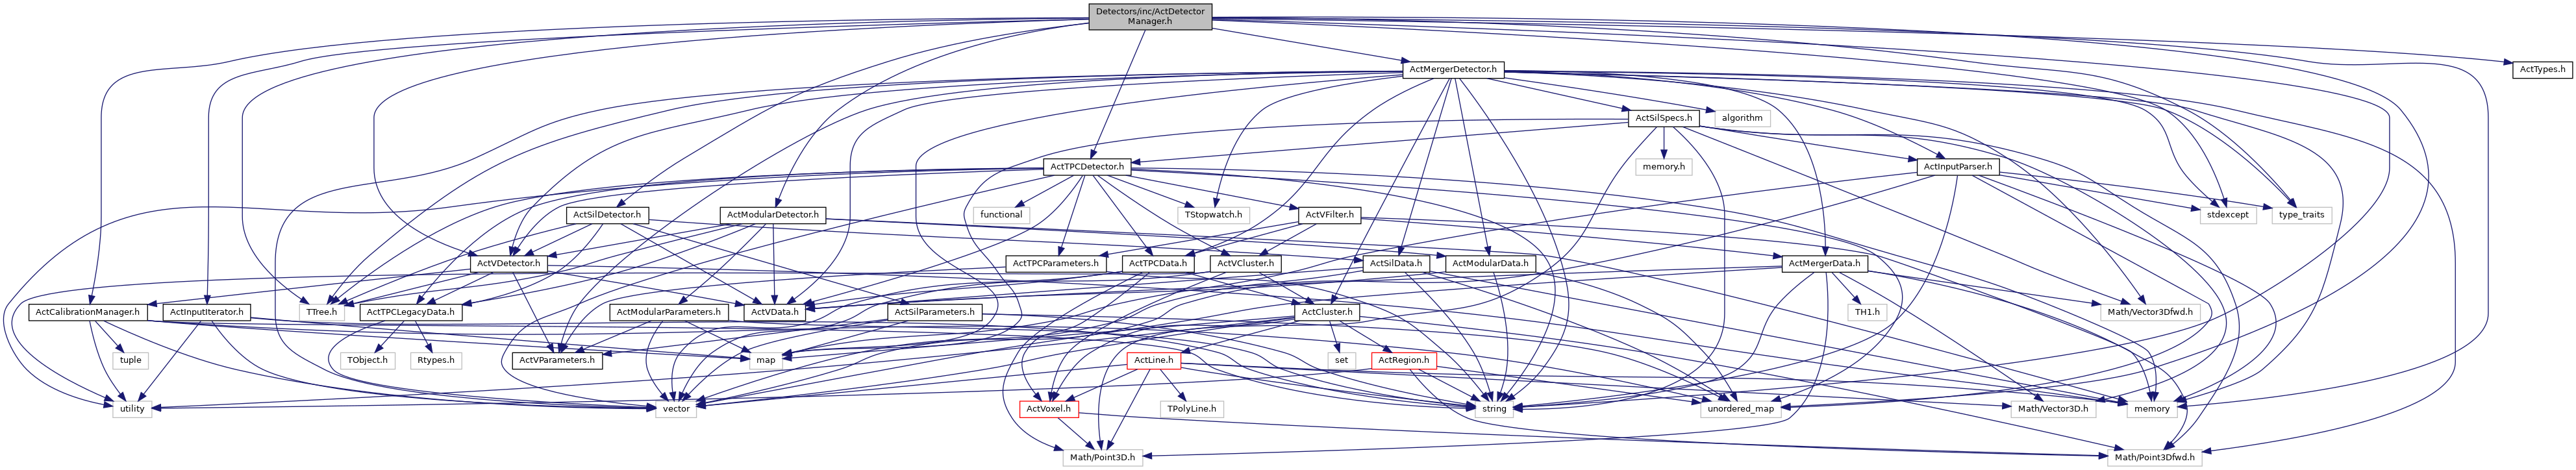 Detectors/inc/ActDetector
Manager.h
ActMergerDetector.h
ActTypes.h
algorithm
ActSilSpecs.h
ActTPCDetector.h
memory.h
ActInputParser.h
ActSilDetector.h
ActModularDetector.h
functional
TStopwatch.h
ActVFilter.h
stdexcept
type_traits
ActVDetector.h
ActTPCParameters.h
ActTPCData.h
ActVCluster.h
ActSilData.h
ActModularData.h
ActMergerData.h
ActCalibrationManager.h
ActInputIterator.h
TTree.h
ActTPCLegacyData.h
ActModularParameters.h
ActVData.h
ActSilParameters.h
ActCluster.h
TH1.h
Math/Vector3Dfwd.h
tuple
TObject.h
Rtypes.h
ActVParameters.h
map
ActLine.h
set
ActRegion.h
utility
vector
ActVoxel.h
TPolyLine.h
string
unordered_map
Math/Vector3D.h
memory
Math/Point3D.h
Math/Point3Dfwd.h